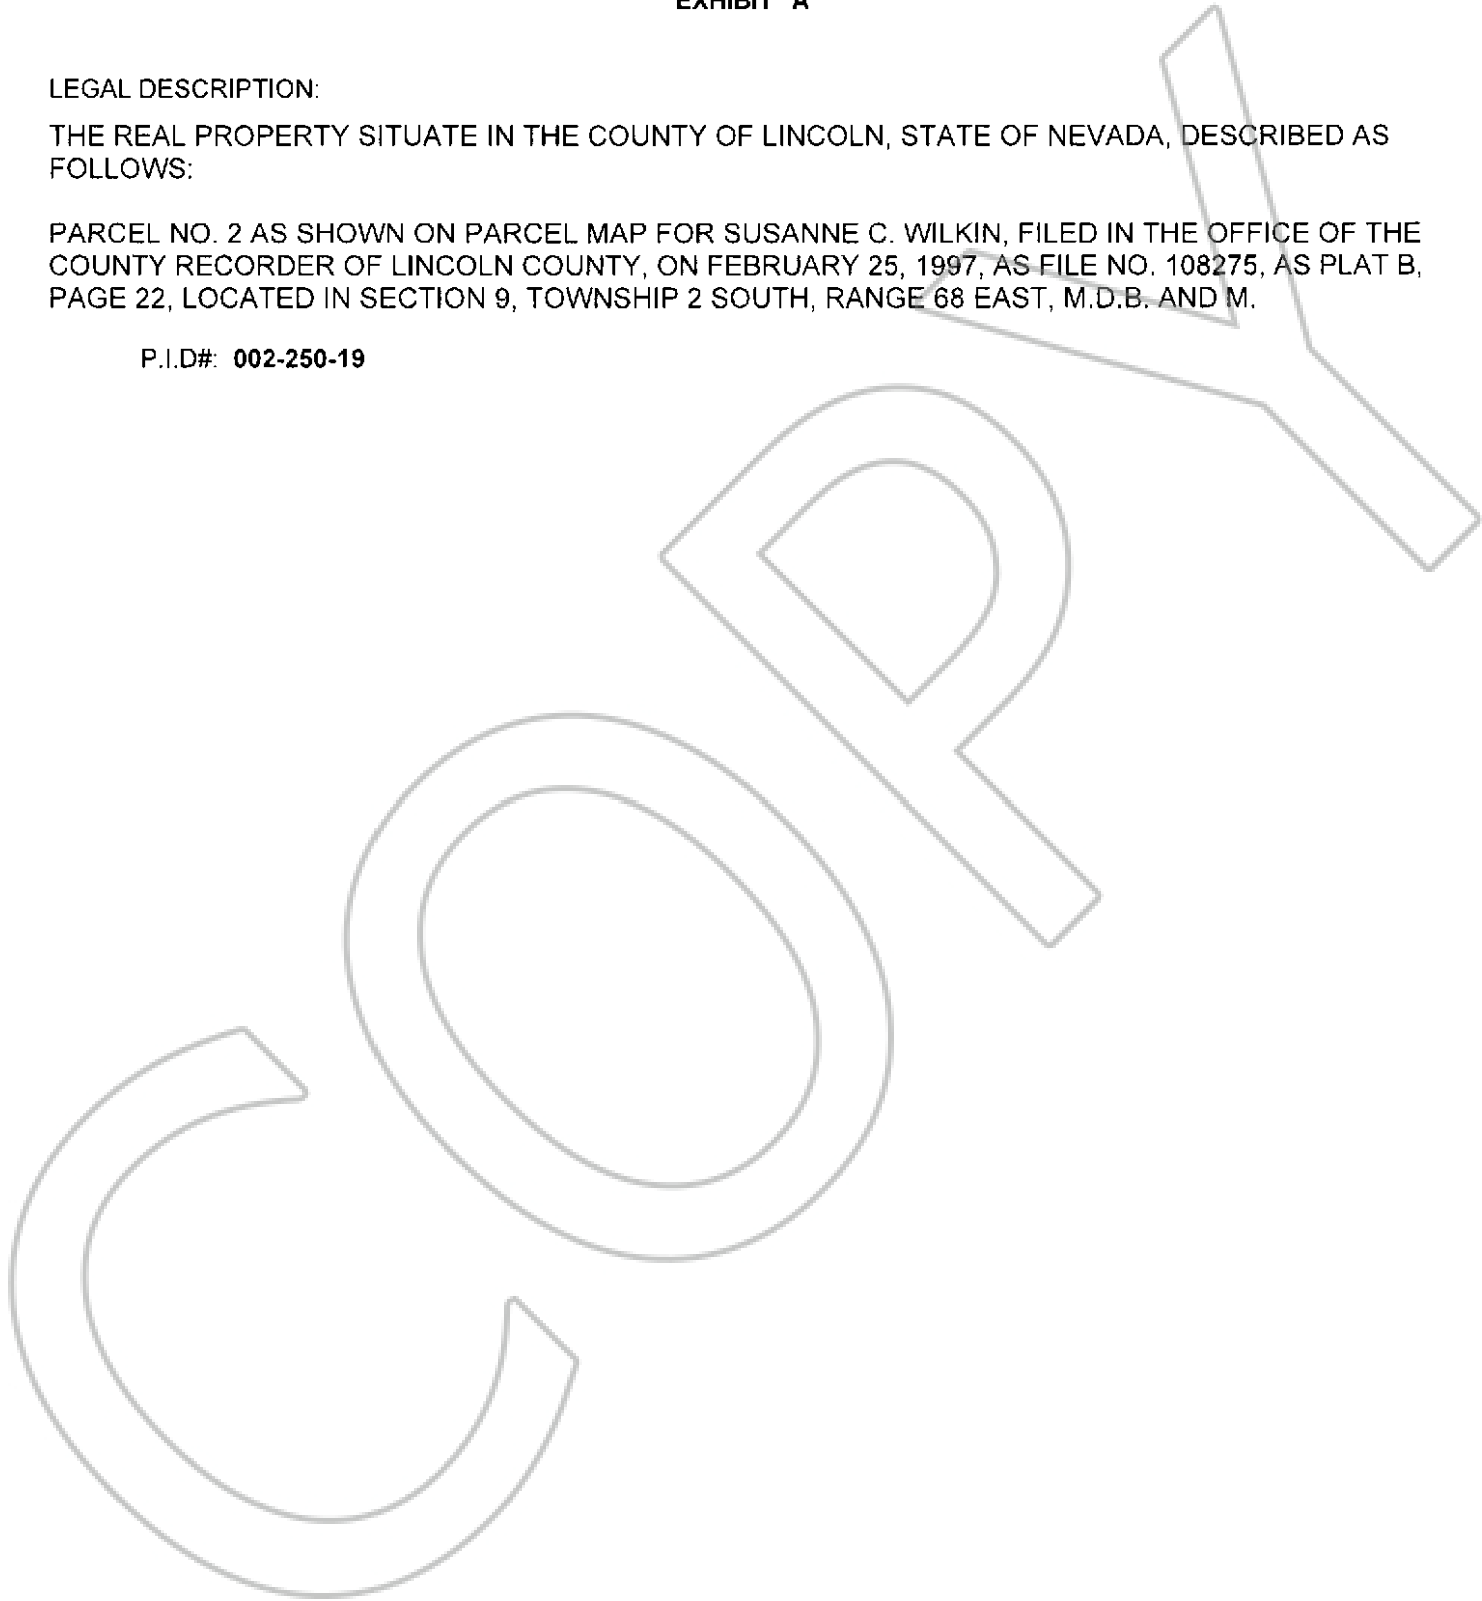 EXHIBIT "A"
LEGAL DESCRIPTION:
THE REAL PROPERTY SITUATE IN THE COUNTY OF LINCOLN, STATE OF NEVADA, DESCRIBED AS
FOLLOWS:
PARCEL NO. 2 AS SHOWN ON PARCEL MAP FOR SUSANNE C. WILKIN, FILED IN THE OFFICE OF THE
COUNTY RECORDER OF LINCOLN COUNTY, ON FEBRUARY 25, 1997, AS FILE NO. 108275, AS PLAT B,
PAGE 22, LOCATED IN SECTION 9, TOWNSHIP 2 SOUTH, RANGE 68 EAST, M.D.B. AND M.
P.I.D#: 002-250-19
COPY